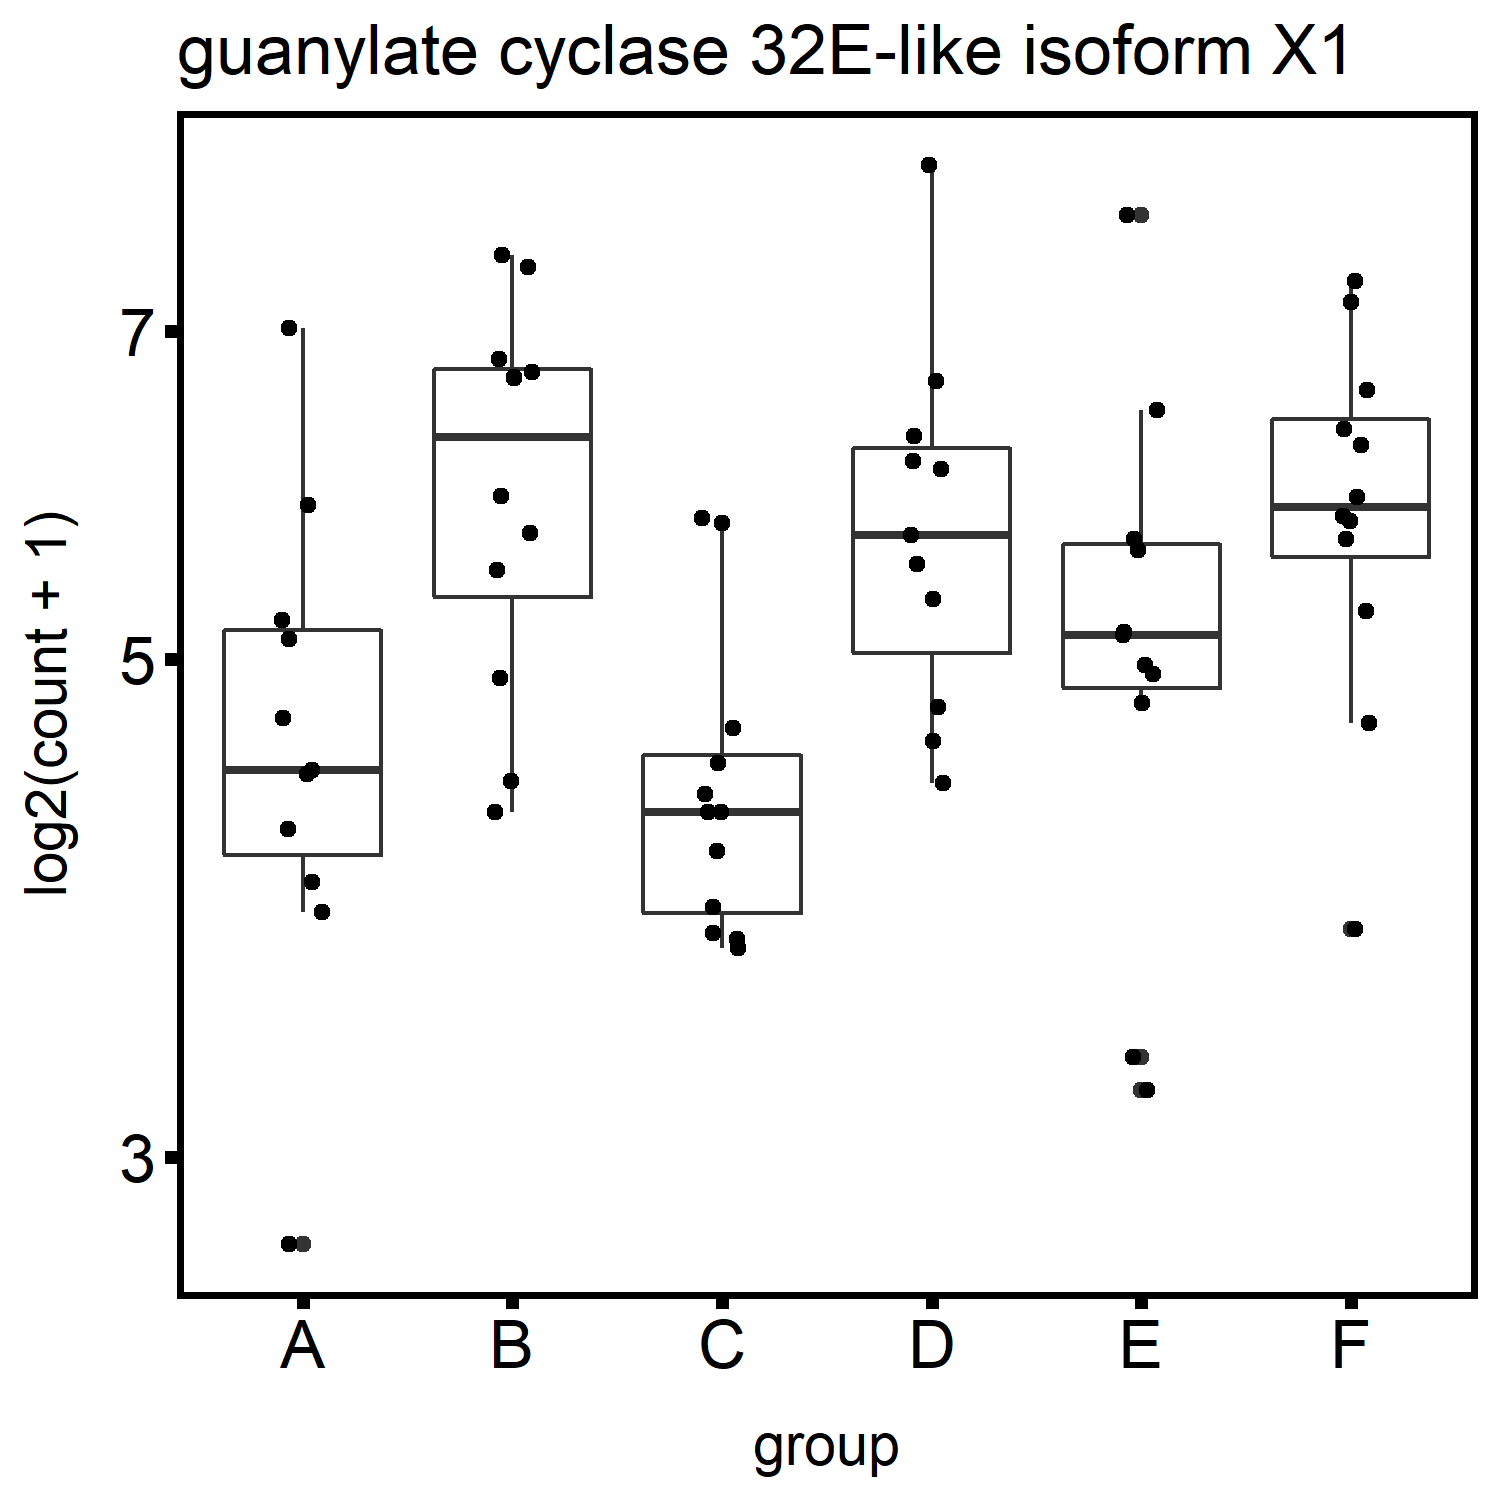 guanylate cyclase 32E-like isoform X1
log2(count + 1)
7
5
3
A B C D E F
group